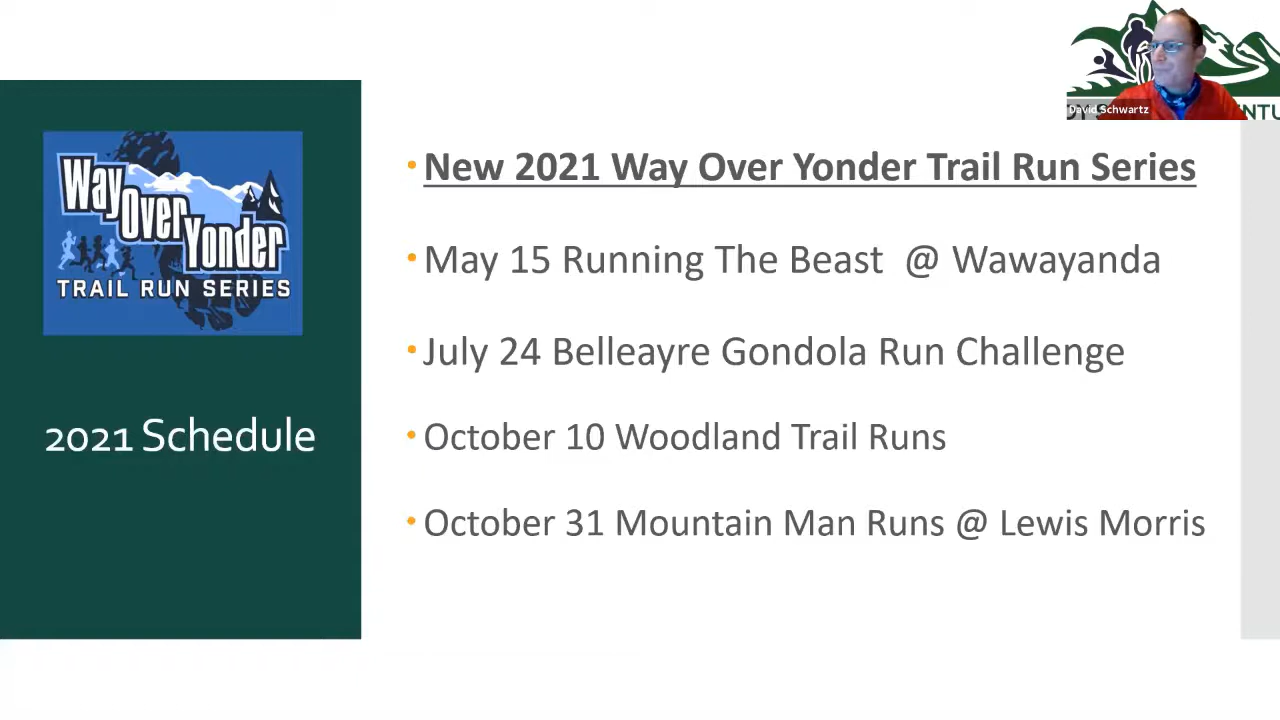 David Schwartz
NTU
Way
Over
Yonder
TRAIL RUN SERIES
2021 Schedule
New 2021 Way Over Yonder Trail Run Series
May 15 Running The Beast @ Wawayanda
July 24 Belleayre Gondola Run Challenge
October 10 Woodland Trail Runs
October 31 Mountain Man Runs @ Lewis Morris